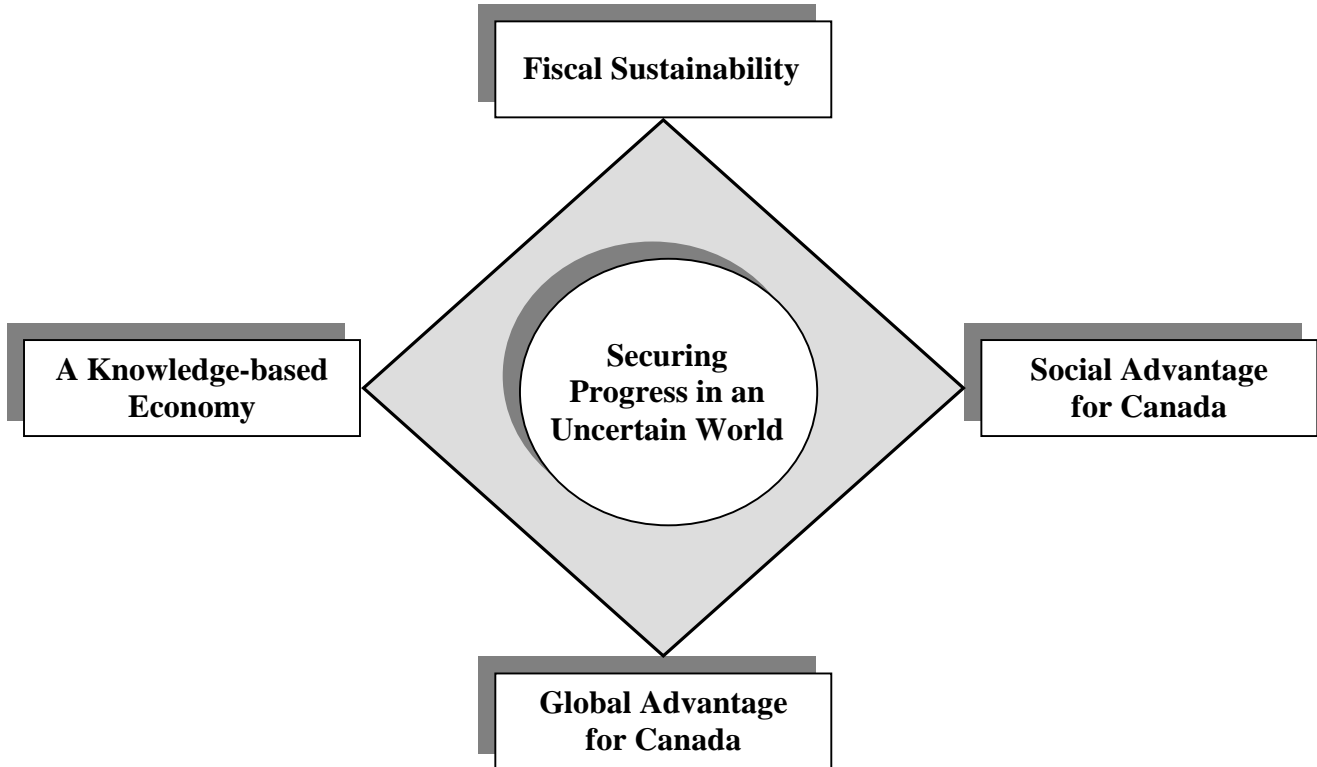 Fiscal Sustainability
A Knowledge-based
Economy
Securing
Progress in an
Uncertain World
Social Advantage
for Canada
Global Advantage
for Canada